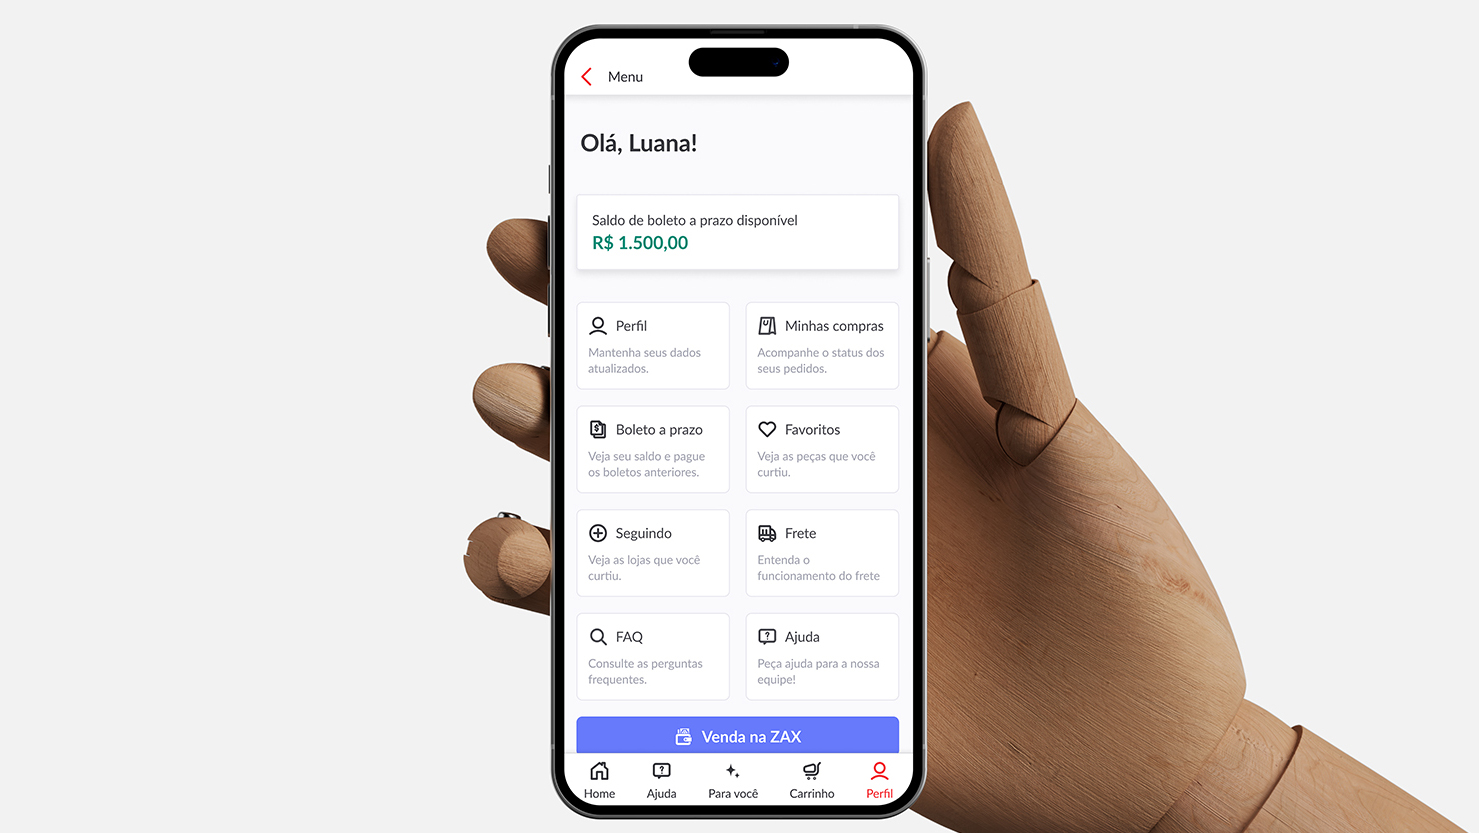 Menu
Olá, Luana!
Saldo de boleto a prazo disponível
R$ 1.500,00
Perfil
Mantenha seus dados
atualizados.
Minhas compras
Acompanhe o status dos
seus pedidos.
Boleto a prazo
Veja seu saldo e pague
os boletos anteriores.
Favoritos
Veja as peças que você
curtiu.
Seguindo
Veja as lojas que você
curtiu.
Frete
Entenda o
funcionamento do frete
FAQ
Consulte as perguntas
frequentes.
Ajuda
Peça ajuda para a nossa
equipe!
Venda na ZAX
Home
Ajuda
Para você
Carrinho
Perfil